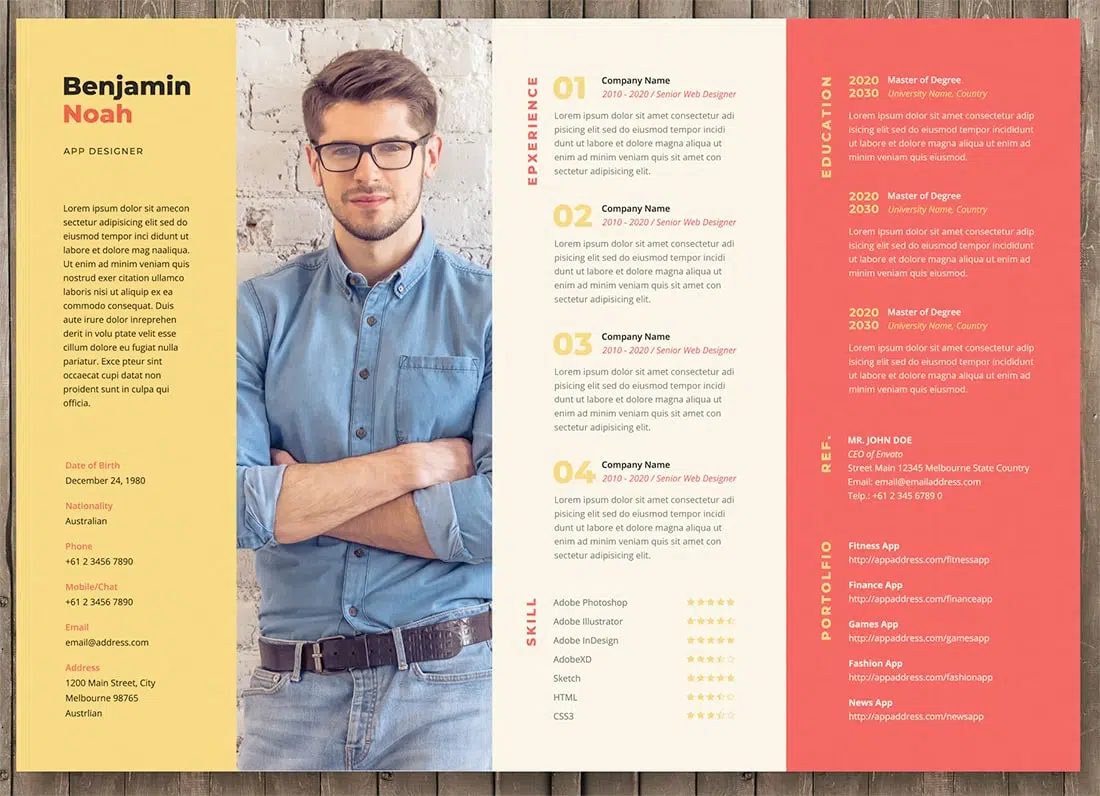 Benjamin
Noah
APP DESIGNER
Lorem ipsum dolor sit amecon
sectetur adipisicing elit sed do
eiusmod tempor inci didunt ut
labore et dolore mag naaliqua.
Ut enim ad minim veniam quis
nostrud exer citation ullamco
laboris nisi ut aliquip ex ea
commodo consequat. Duis
aute irure dolor inreprehen
derit in volu ptate velit esse
cillum dolore eu fugiat nulla
pariatur. Exce pteur sint
occaecat cupi datat non
proident sunt in culpa qui
officia.
Date of Birth
December 24, 1980
Nationality
Australian
Phone
+61 2 3456 7890
Mobile/Chat
+61 2 3456 7890
Email
email@address.com
Address
1200 Main Street, City
Melbourne 98765
Austrlian
EPXERIENCE
01
Company Name
2010 - 2020 / Senior Web Designer
Lorem ipsum dolor sit amet consectetur adi
pisicing elit sed do eiusmod tempor incidi
dunt ut labore et dolore magna aliqua ut
enim ad minim veniam quis sit amet con
sectetur adipisicing elit.
02
Company Name
2010 - 2020 / Senior Web Designer
Lorem ipsum dolor sit amet consectetur adi
pisicing elit sed do eiusmod tempor incidi
dunt ut labore et dolore magna aliqua ut
enim ad minim veniam quis sit amet con
sectetur adipisicing elit.
03
Company Name
2010 - 2020 / Senior Web Designer
Lorem ipsum dolor sit amet consectetur adi
pisicing elit sed do eiusmod tempor incidi
dunt ut labore et dolore magna aliqua ut
enim ad minim veniam quis sit amet con
sectetur adipisicing elit.
04
Company Name
2010 - 2020 / Senior Web Designer
Lorem ipsum dolor sit amet consectetur adi
pisicing elit sed do eiusmod tempor incidi
dunt ut labore et dolore magna aliqua ut
enim ad minim veniam quis sit amet con
sectetur adipisicing elit.
SKILL
Adobe Photoshop
Adobe Illustrator
Adobe InDesign
AdobeXD
Sketch
HTML
CSS3
EDUCATION
2020 Master of Degree
2030 University Name, Country
Lorem ipsum dolor sit amet consectetur ad
isicing elit sed do eiusmod tempor incididunt
ut labore et dolore magna aliqua ut enim ad
minim veniam quis eiusmod.
2020 Master of Degree
2030 University Name, Country
Lorem ipsum dolor sit amet consectetur ad
isicing elit sed do eiusmod tempor incididunt
ut labore et dolore magna aliqua ut enim ad
minim veniam quis eiusmod.
2020 Master of Degree
2030 University Name, Country
Lorem ipsum dolor sit amet consectetur ad
isicing elit sed do eiusmod tempor incididunt
ut labore et dolore magna aliqua ut enim ad
minim veniam quis eiusmod.
REF.
MR. JOHN DOE
CEO of Envato
Street Main 12345 Melbourne State Country
Email: email@emailaddress.com
Telp.: +61 2 345 6789 0
PORTOLFIO
Fitness App
http://appaddress.com/fitnessapp
Finance App
http://appaddress.com/financeapp
Games App
http://appaddress.com/gamesapp
Fashion App
http://appaddress.com/fashionapp
News App
http://appaddress.com/newsapp